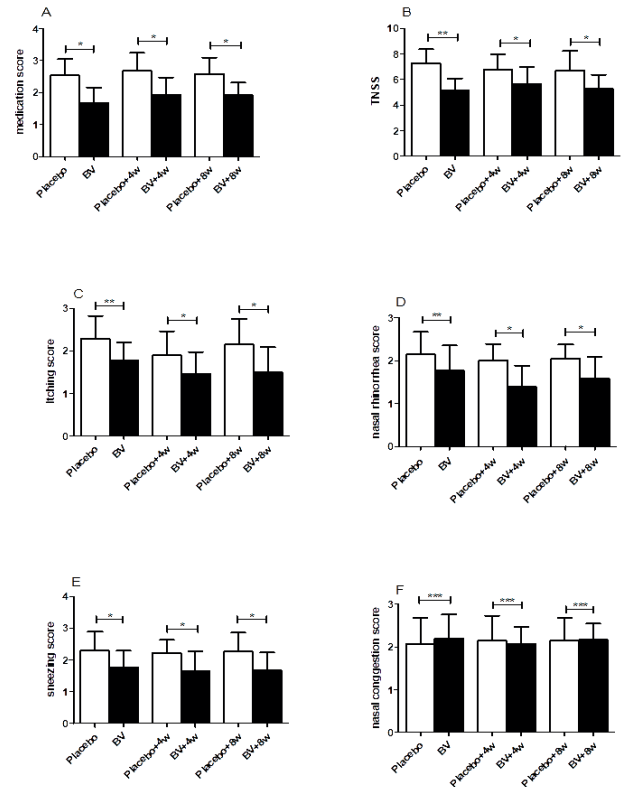 A
medication score
4
3
2
1
0
* * *
Placebo BV Placebo+4w BV+4w Placebo+8w BV+8w
B
TNSS
10
8
6
4
2
0
** * *
Placebo BV Placebo+4w BV+4w Placebo+8w BV+8w
C
Itching score
3
2
1
0
** * *
Placebo BV Placebo+4w BV+4w Placebo+8w BV+8w
D
nasal rhinorrhea score
3
2
1
0
** * *
Placebo BV Placebo+4w BV+4w Placebo+8w BV+8w
E
sneezing score
4
3
2
1
0
* * *
Placebo BV Placebo+4w BV+4w Placebo+8w BV+8w
F
nasal conggestion score
3
2
1
0
*** *** ***
Placebo BV Placebo+4w BV+4w Placebo+8w BV+8w